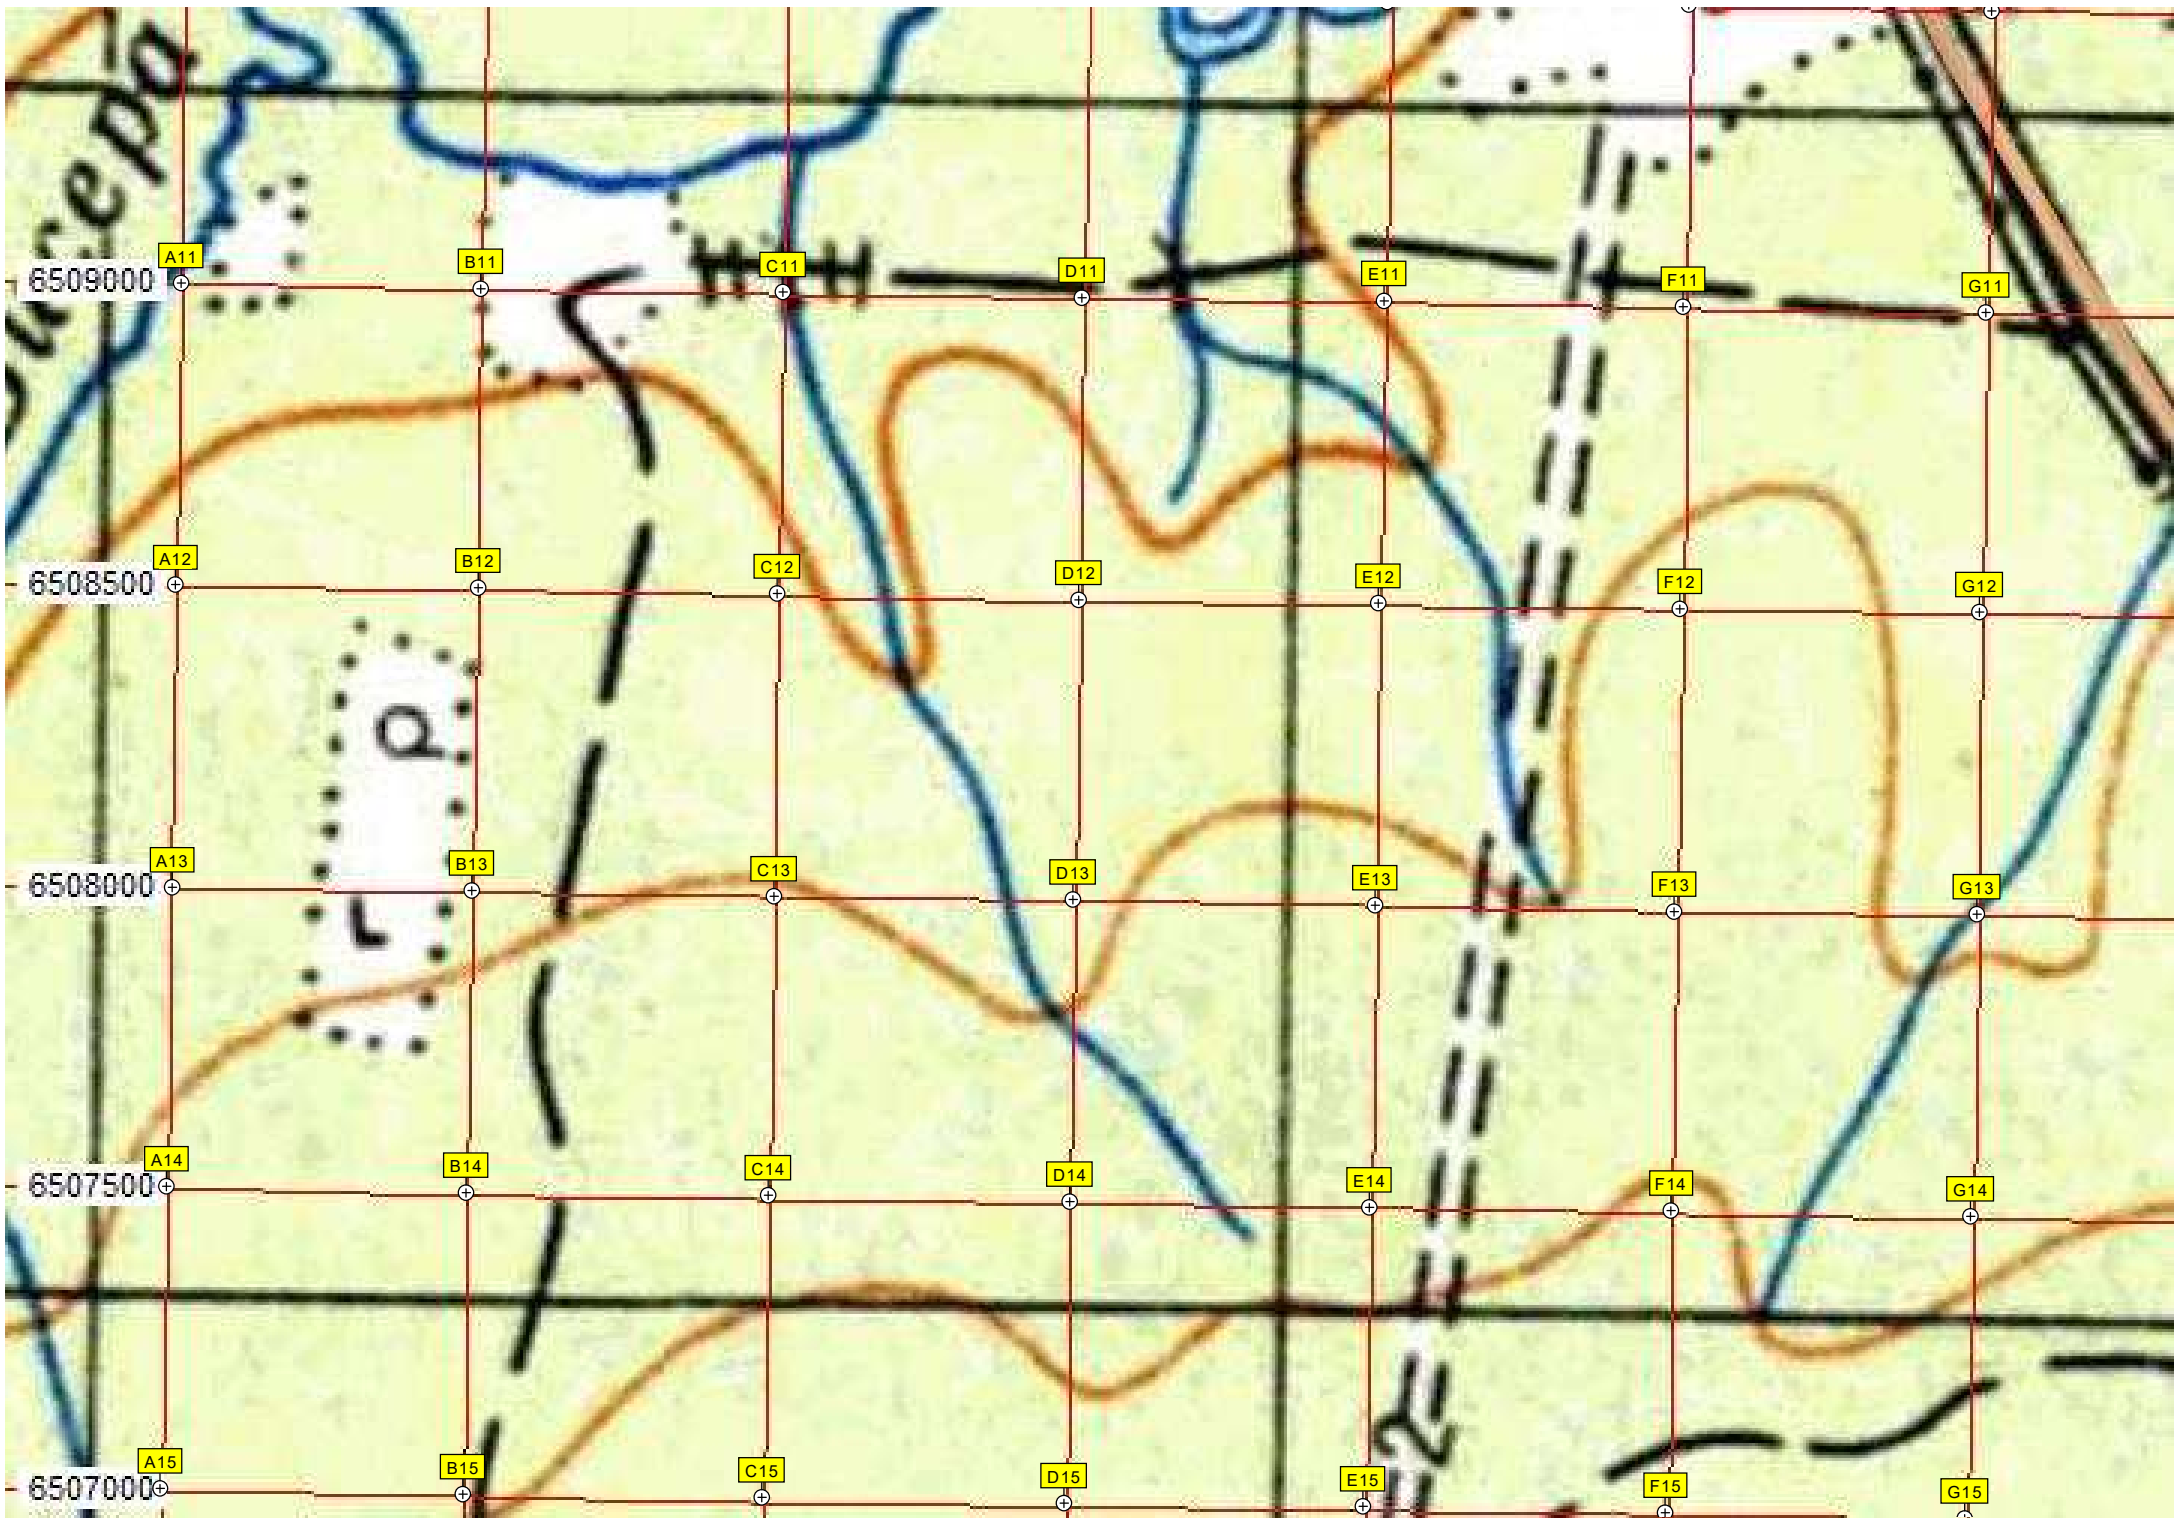 A11 B11 C11 D11 E11 F11 G11
6509000
A12 B12 C12 D12 E12 F12 G12
6508500
A13 B13 C13 D13 E13 F13 G13
6508000
A14 B14 C14 D14 E14 F14 G14
6507500
2
A15 B15 C15 D15 E15 F15 G15
6507000